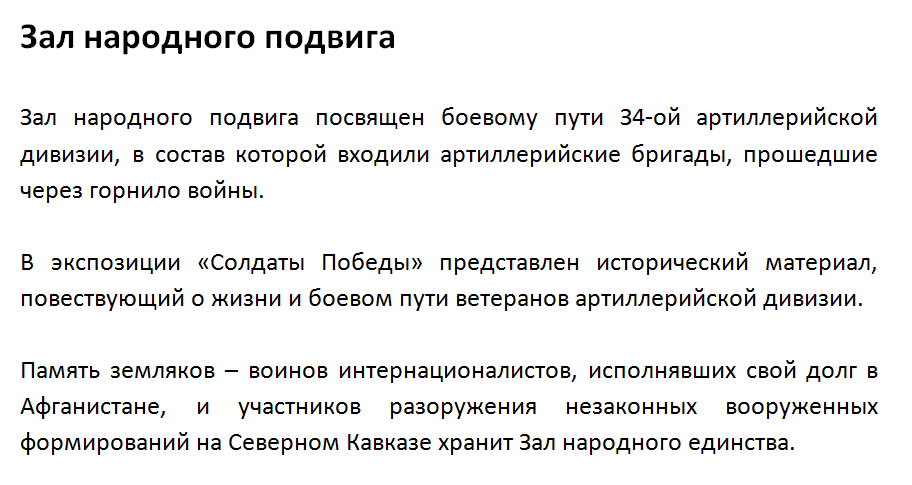 Зал народного подвига
Зал народного подвига посвящен боевому пути 34-ой артиллерийской
дивизии, в состав которой входили артиллерийские бригады, прошедшие
через горнило войны.
В экспозиции «Солдаты Победы» представлен исторический материал,
повествующий о жизни и боевом пути ветеранов артиллерийской дивизии.
Память земляков – воинов интернационалистов, исполнявших свой долг в
Афганистане, и участников разоружения незаконных вооруженных
формирований на Северном Кавказе хранит Зал народного единства.